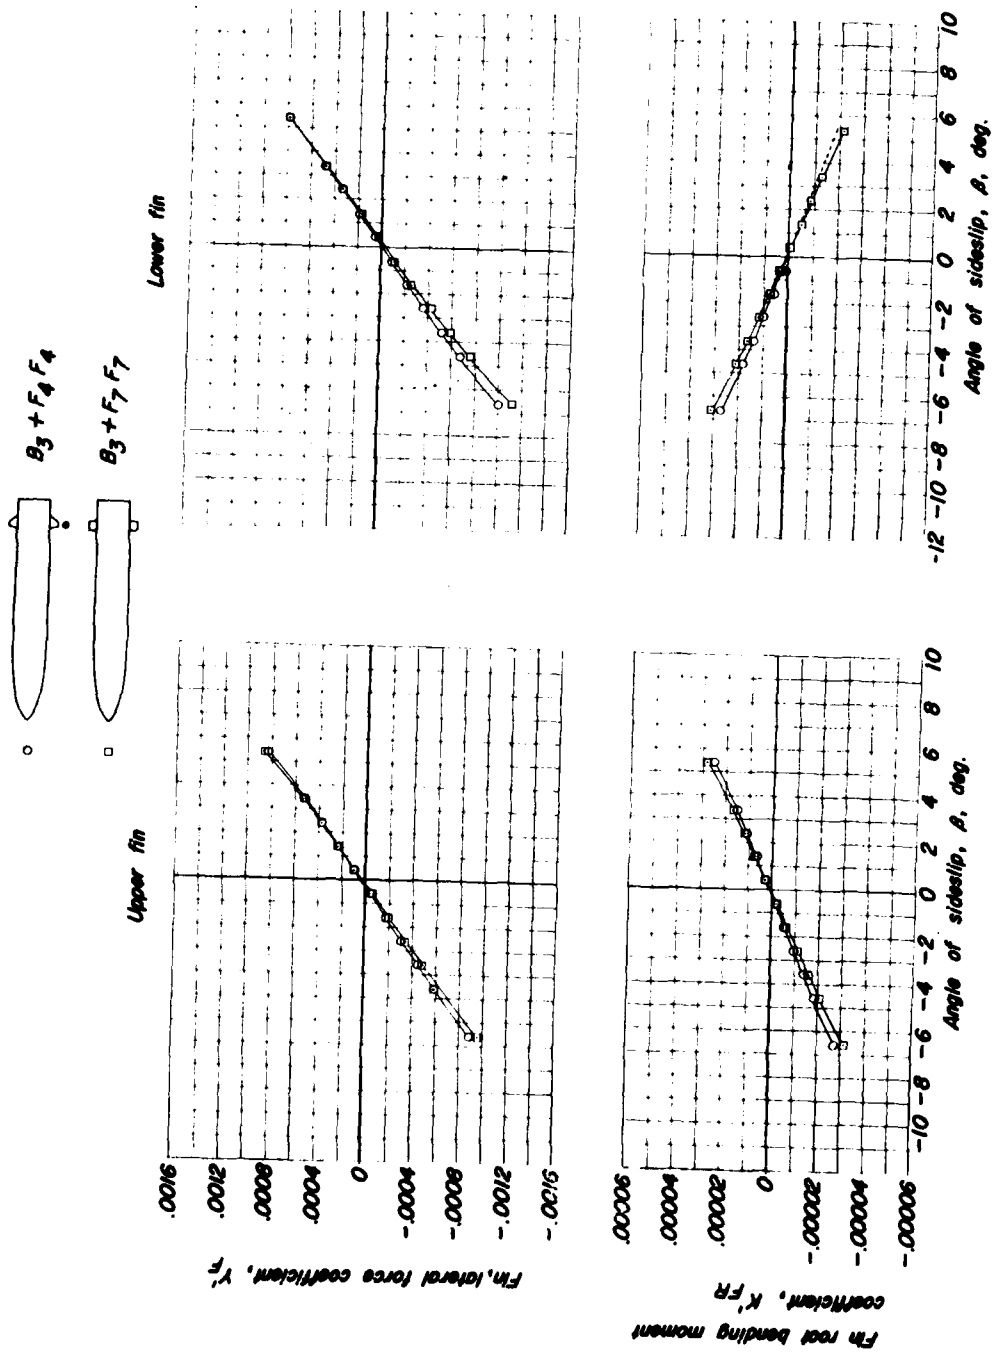 B3 + F4 F4
B3 + F7 F7
Upper fin
Lower fin
Fin, lateral force coefficient, Y'F
.0016
.0012
.0008
.0004
0
-.0004
-.0008
-.0012
-.0016
Fin root bending moment
coefficient, K'FR
.00006
.00004
.00002
0
-.00002
-.00004
-.00006
-10 -8 -6 -4 -2 0 2 4 6 8 10
Angle of sideslip, β, deg.
-12 -10 -8 -6 -4 -2 0 2 4 6 8 10
Angle of sideslip, β, deg.